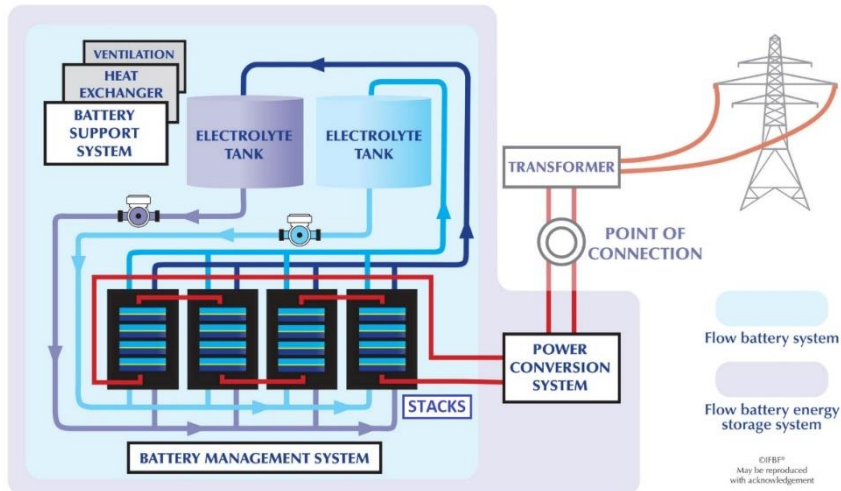 VENTILATION
HEAT
EXCHANGER
BATTERY
SUPPORT
SYSTEM
ELECTROLYTE
TANK
ELECTROLYTE
TANK
TRANSFORMER
POINT OF
CONNECTION
POWER
CONVERSION
SYSTEM
STACKS
BATTERY MANAGEMENT SYSTEM
Flow battery system
Flow battery energy
storage system
©IFBF®
May be reproduced
with acknowledgement